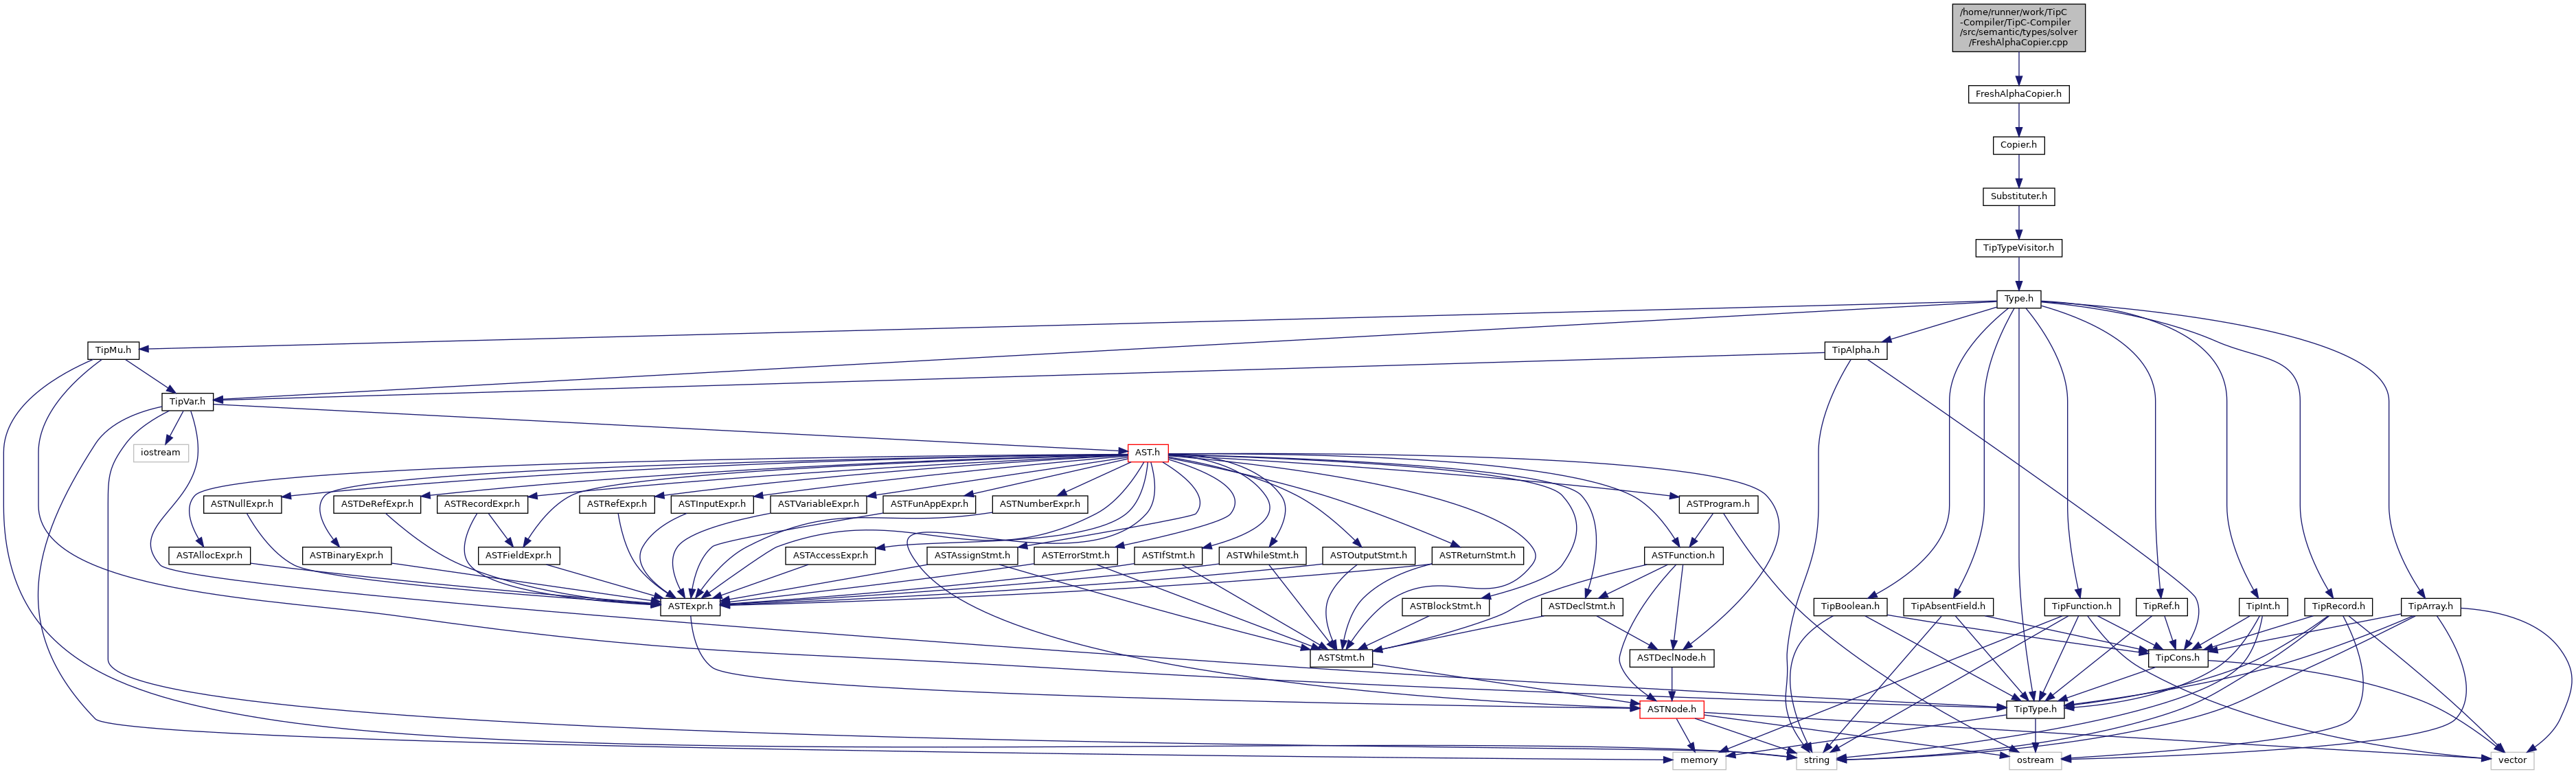 /home/runner/work/TipC
-Compiler/TipC-Compiler
/src/semantic/types/solver
/FreshAlphaCopier.cpp
FreshAlphaCopier.h
Copier.h
Substituter.h
TipTypeVisitor.h
Type.h
TipMu.h
TipAlpha.h
TipVar.h
iostream
AST.h
ASTNullExpr.h
ASTDeRefExpr.h
ASTRecordExpr.h
ASTRefExpr.h
ASTInputExpr.h
ASTVariableExpr.h
ASTFunAppExpr.h
ASTNumberExpr.h
ASTProgram.h
ASTAllocExpr.h
ASTBinaryExpr.h
ASTFieldExpr.h
ASTAccessExpr.h
ASTAssignStmt.h
ASTErrorStmt.h
ASTIfStmt.h
ASTWhileStmt.h
ASTOutputStmt.h
ASTReturnStmt.h
ASTFunction.h
ASTExpr.h
ASTBlockStmt.h
ASTDeclStmt.h
TipBoolean.h
TipAbsentField.h
TipFunction.h
TipRef.h
TipInt.h
TipRecord.h
TipArray.h
ASTStmt.h
ASTDeclNode.h
TipCons.h
ASTNode.h
TipType.h
memory
string
ostream
vector